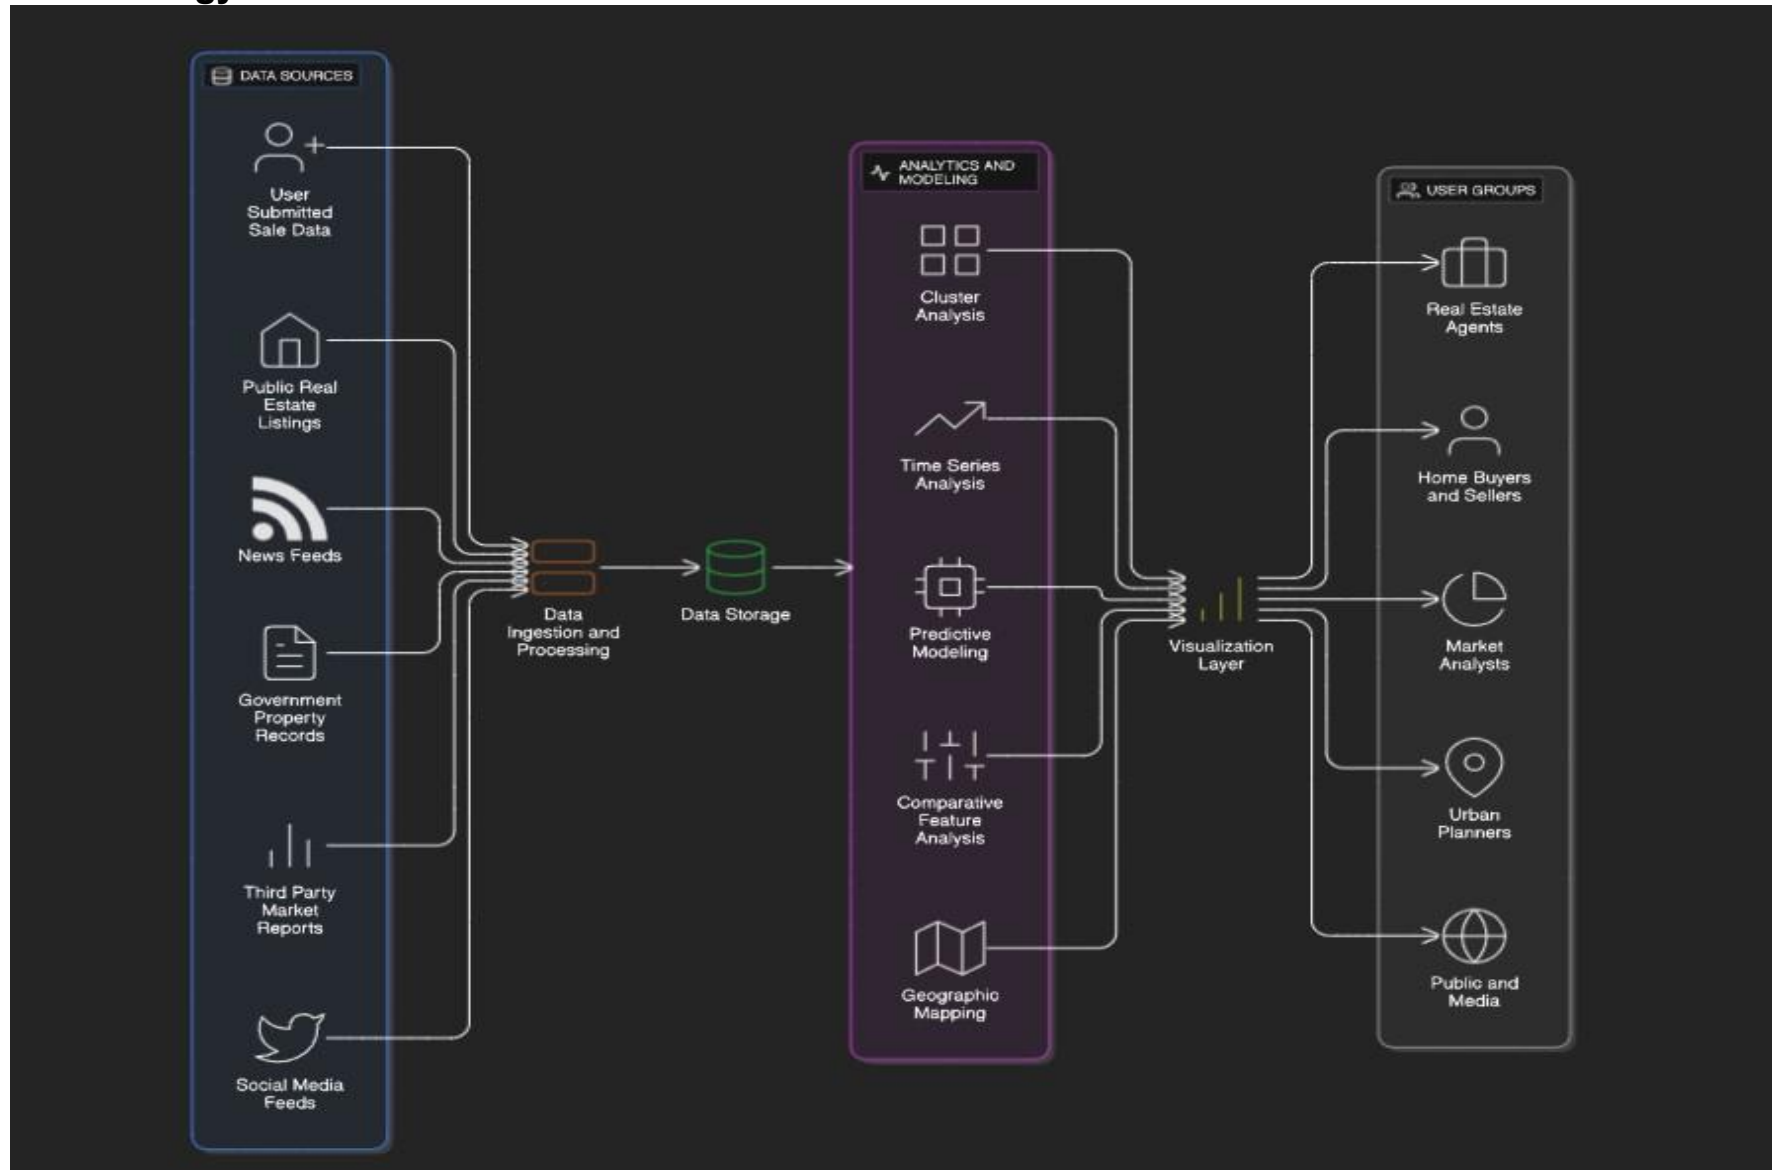 DATA SOURCES
User
Submitted
Sale Data
Public Real
Estate
Listings
News Feeds
Government
Property
Records
Third Party
Market
Reports
Social Media
Feeds
Data
Ingestion and
Processing
Data Storage
ANALYTICS AND
MODELING
Cluster
Analysis
Time Series
Analysis
Predictive
Modeling
Comparative
Feature
Analysis
Geographic
Mapping
Visualization
Layer
USER GROUPS
Real Estate
Agents
Home Buyers
and Sellers
Market
Analysts
Urban
Planners
Public and
Media